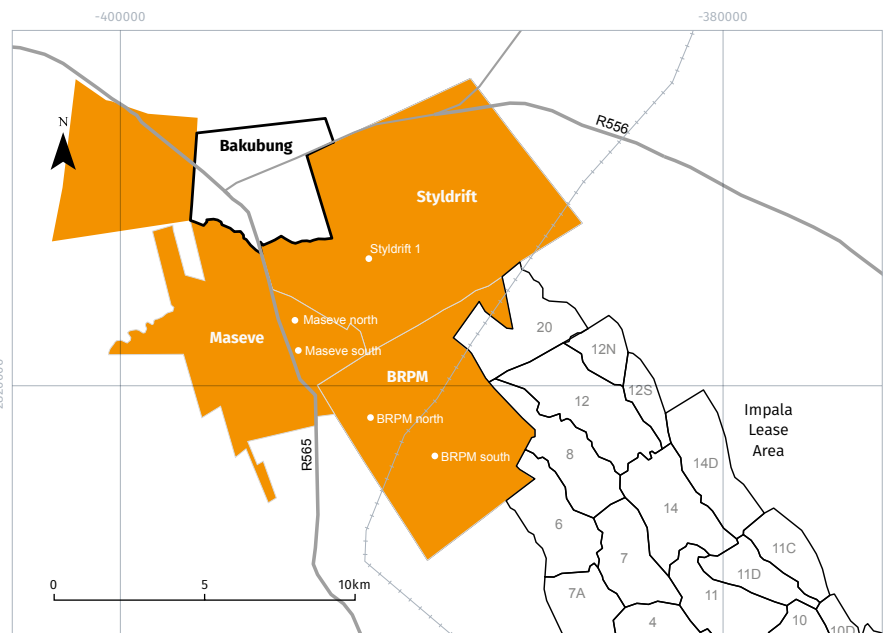 -400000
-380000
N
R556
Bakubung
Styldrift
Styldrift 1
Maseve north
Maseve
Maseve south
20
12N
BRPM
12S
12
Impala
Lease
Area
BRPM north
R565
BRPM south
8
14D
14
6
11C
7
11D
7A
11
4
10
10D
0
5
10km